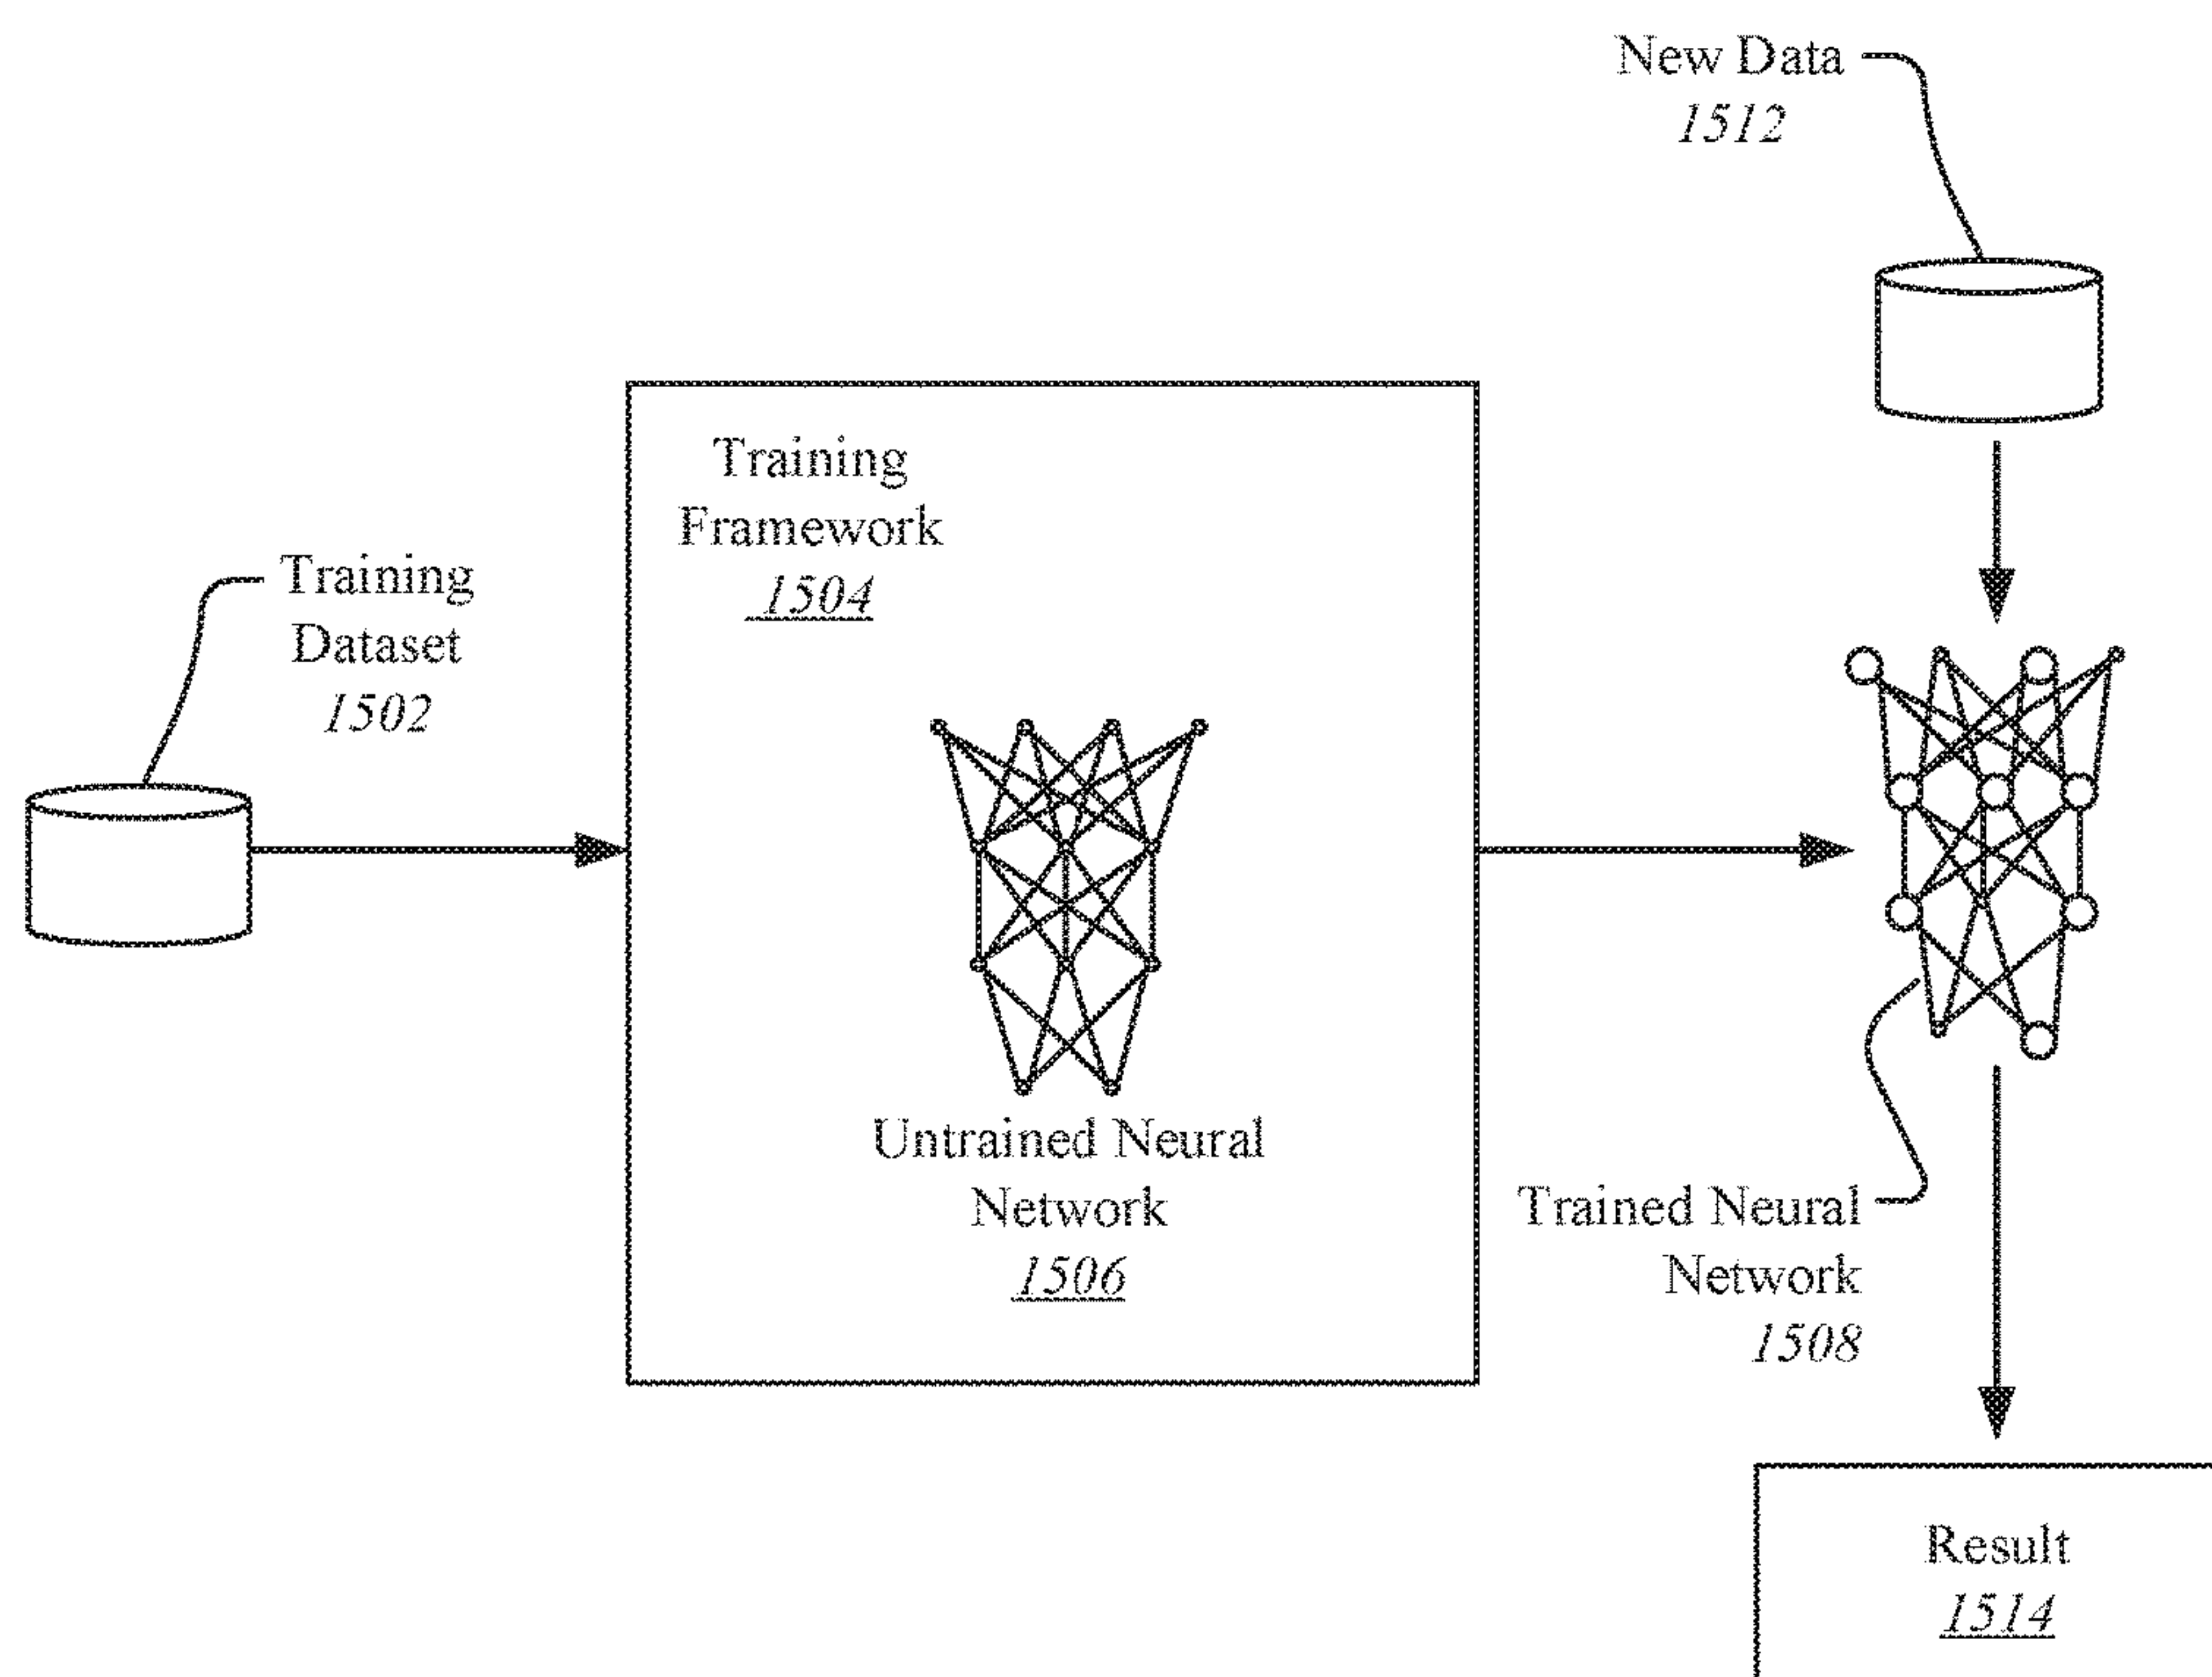 New Data
1512
Training
Framework
1504
Training
Dataset
1502
Untrained Neural
Network
1506
Trained Neural
Network
1508
Result
1514